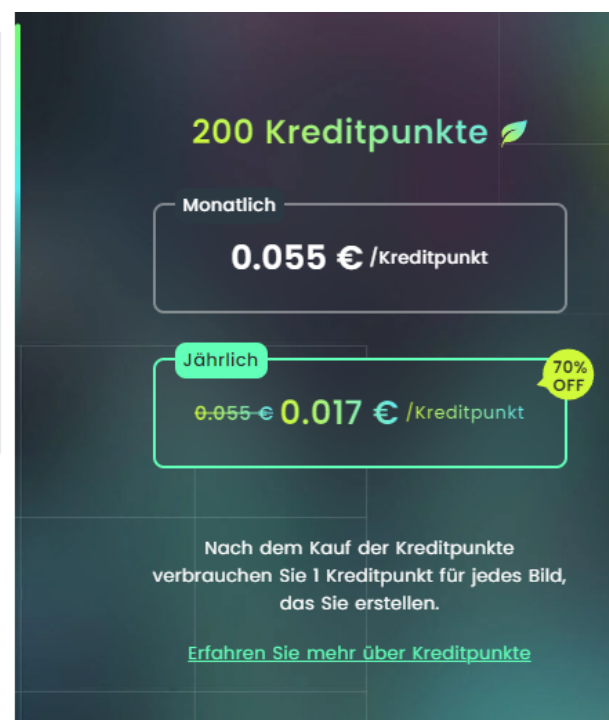 200 Kreditpunkte
Monatlich
0.055 € /Kreditpunkt
Jährlich
70%
OFF
0.055 € 0.017 € /Kreditpunkt
Nach dem Kauf der Kreditpunkte
verbrauchen Sie 1 Kreditpunkt für jedes Bild,
das Sie erstellen.
Erfahren Sie mehr über Kreditpunkte